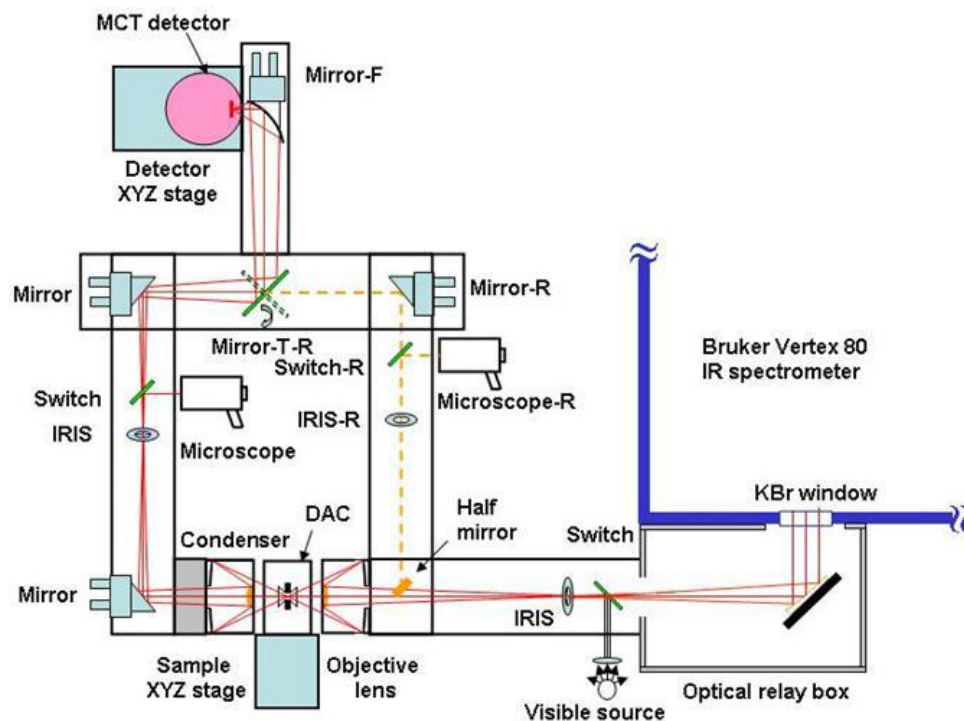 MCT detector
Mirror-F
Detector
XYZ stage
Mirror
Mirror-R
Mirror-T-R
Switch-R
Bruker Vertex 80
IR spectrometer
Switch
IRIS
Microscope
IRIS-R
Microscope-R
KBr window
DAC
Half
mirror
Condenser
Switch
Mirror
IRIS
Sample
XYZ stage
Objective
lens
Visible source
Optical relay box